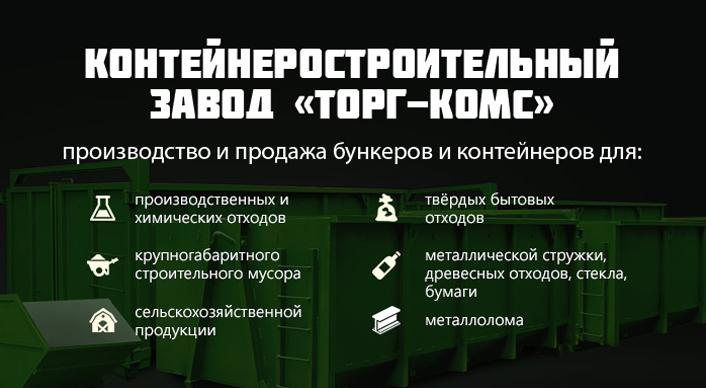 КОНТЕЙНЕРОСТРОИТЕЛЬНЫЙ
ЗАВОД «ТОРГ-КОМС»
производство и продажа бункеров и контейнеров для:
производственных и
химических отходов
крупногабаритного
строительного мусора
сельскохозяйственной
продукции
твёрдых бытовых
отходов
металлической стружки,
древесных отходов, стекла,
бумаги
металлолома